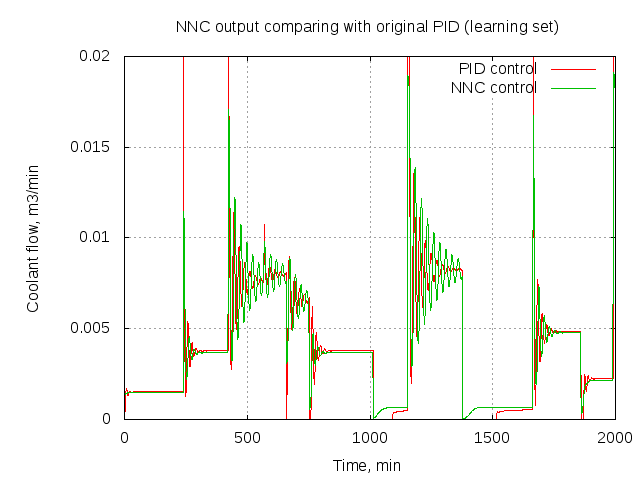 NNC output comparing with original PID (learning set)
PID control
NNC control
Coolant flow, m3/min
0.02
0.015
0.01
0.005
0
0 500 1000 1500 2000
Time, min